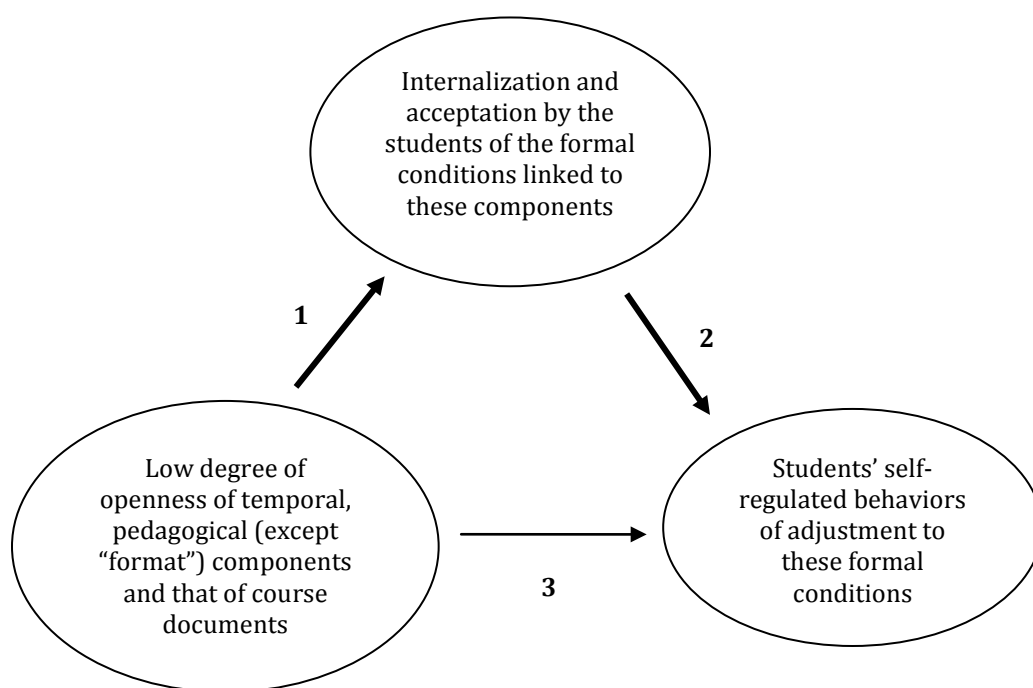 Internalization and
acceptation by the
students of the formal
conditions linked to
these components
1
2
Low degree of
openness of temporal,
pedagogical (except
“format”) components
and that of course
documents
3
Students’ self-
regulated behaviors
of adjustment to
these formal
conditions